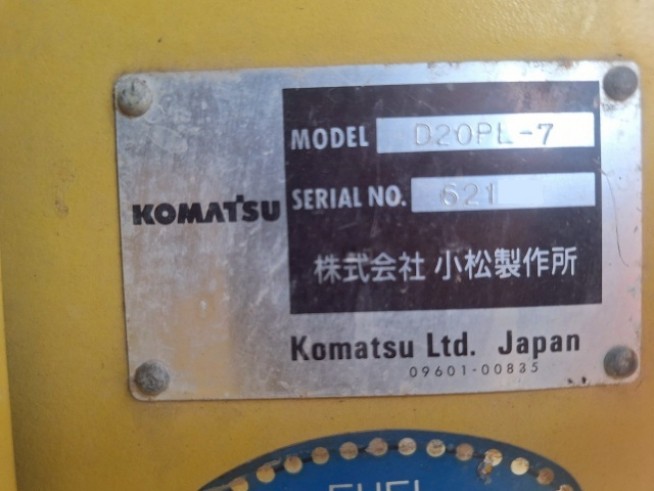 KOMATSU
MODEL D20PL-7
SERIAL NO. 621
株式会社 小松製作所
Komatsu Ltd. Japan
09601-00835
FUEL